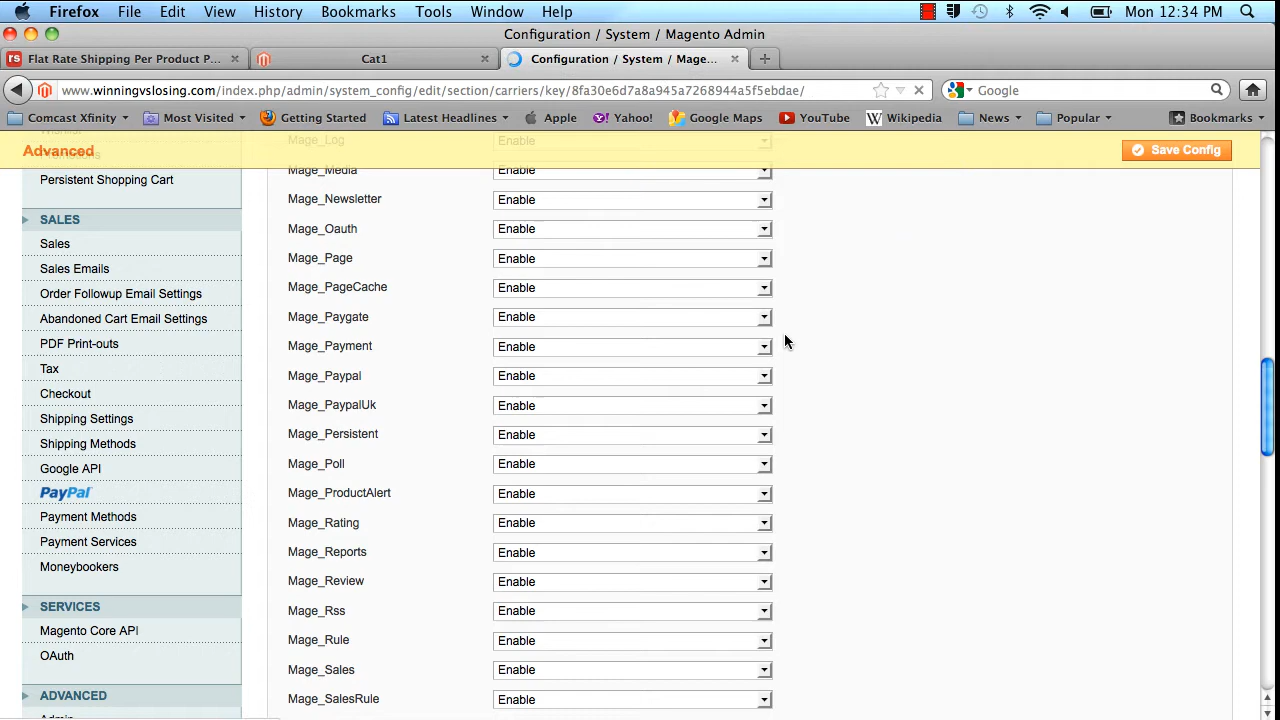 Firefox File Edit View History Bookmarks Tools Window Help Mon 12:34 PM
Configuration / System / Magento Admin
Flat Rate Shipping Per Product P... Cat1 Configuration / System / Mage...
www.winningvslosing.com/index.php/admin/system_config/edit/section/carriers/key/8fa30e6d7a8a945a7268944a5f5ebdae/ Google
Comcast Xfinity Most Visited Getting Started Latest Headlines Apple Yahoo! Google Maps YouTube Wikipedia News Popular Bookmarks
Advanced Save Config
Mage_Log Enable
Mage_Media Enable
Mage_Newsletter Enable
Mage_Oauth Enable
Mage_Page Enable
Mage_PageCache Enable
Mage_Paygate Enable
Mage_Payment Enable
Mage_Paypal Enable
Mage_PaypalUk Enable
Mage_Persistent Enable
Mage_Poll Enable
Mage_ProductAlert Enable
Mage_Rating Enable
Mage_Reports Enable
Mage_Review Enable
Mage_Rss Enable
Mage_Rule Enable
Mage_Sales Enable
Mage_SalesRule Enable
Persistent Shopping Cart
SALES
Sales
Sales Emails
Order Followup Email Settings
Abandoned Cart Email Settings
PDF Print-outs
Tax
Checkout
Shipping Settings
Shipping Methods
Google API
PayPal
Payment Methods
Payment Services
Moneybookers
SERVICES
Magento Core API
OAuth
ADVANCED